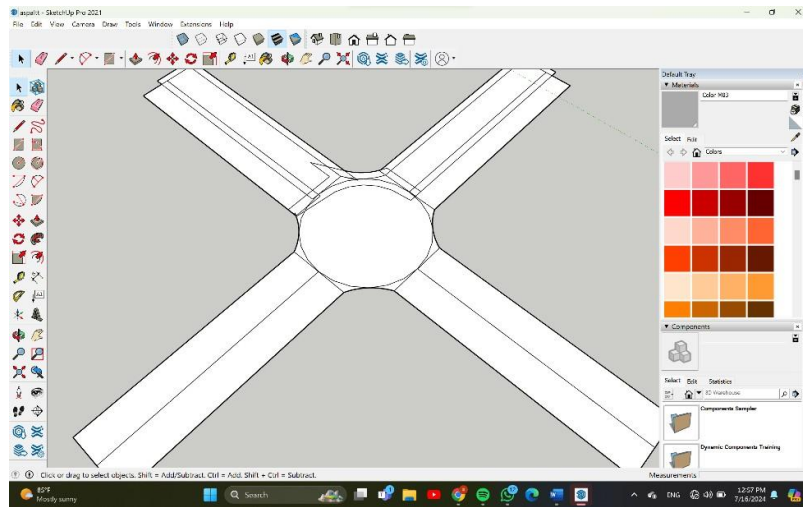 aspalkt - SketchUp Pro 2021
File Edit View Camera Draw Tools Window Extensions Help
Default Tray
Materials
Color M03
Select Edit
Colors
Components
Select Edit Statistics
3D Warehouse
Components Sampler
Dynamic Components Training
Click or drag to select objects. Shift = Add/Subtract. Ctrl = Add. Shift + Ctrl = Subtract.
Measurements
85°F
Mostly sunny
Search
ENG
12:57 PM
7/16/2024